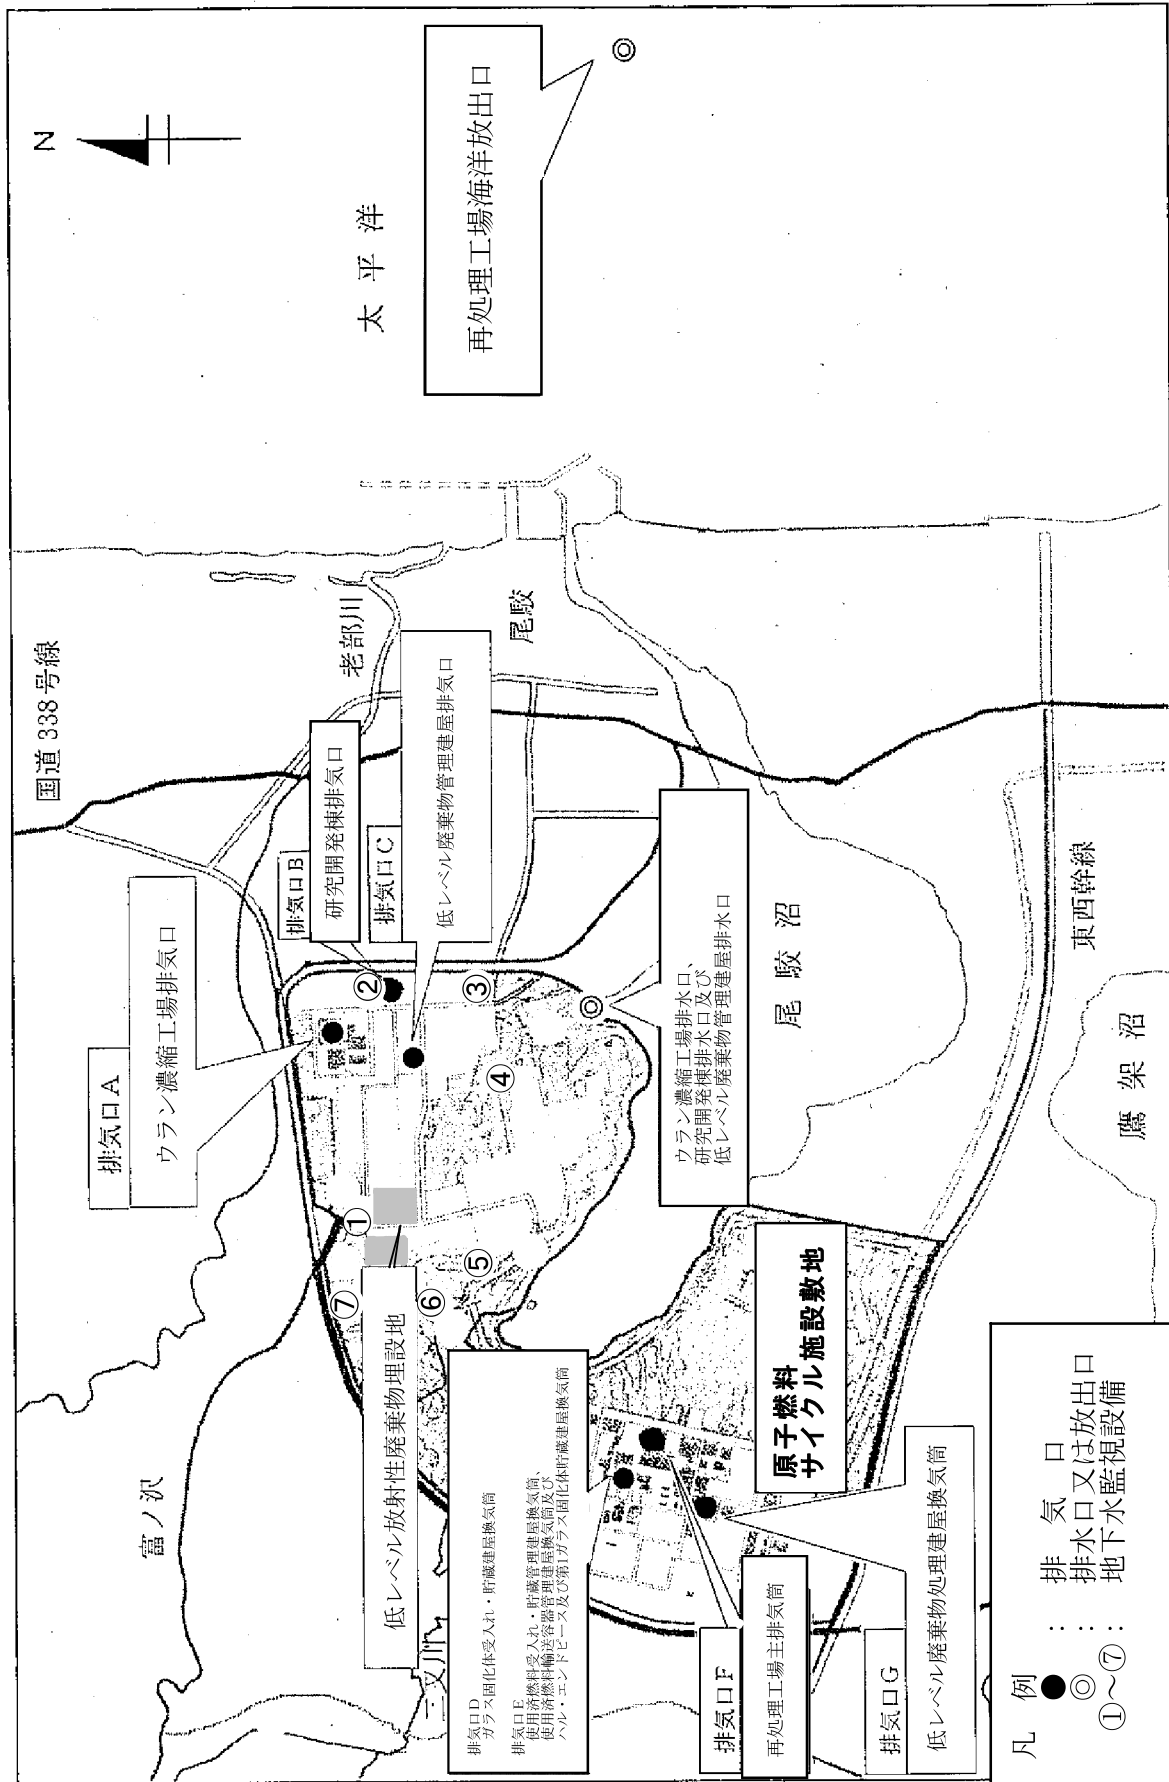 N
国道338号線
太平洋
再処理工場海洋放出口
老部川
尾駮
排気口A
ウラン濃縮工場排気口
排気口B
研究開発棟排気口
排気口C
低レベル廃棄物管理建屋排気口
富ノ沢
①
②
③
④
⑤
⑥
⑦
低レベル放射性廃棄物埋設地
二又川
ウラン濃縮工場排水口、
研究開発棟排水口及び
低レベル廃棄物管理建屋排水口
尾駮沼
排気口D
ガラス固化体受入れ・貯蔵建屋換気筒
排気口E
使用済燃料受入れ・貯蔵管理建屋換気筒、
使用済燃料輸送容器管理建屋換気筒及び
ハル・エンドピース及び第1ガラス固化体貯蔵建屋換気筒
原子燃料
サイクル施設敷地
排気口F
再処理工場主排気筒
排気口G
低レベル廃棄物処理建屋換気筒
東西幹線
鷹架沼
凡例
● : 排気口
◎ : 排水口又は放出口
①~⑦ : 地下水監視設備